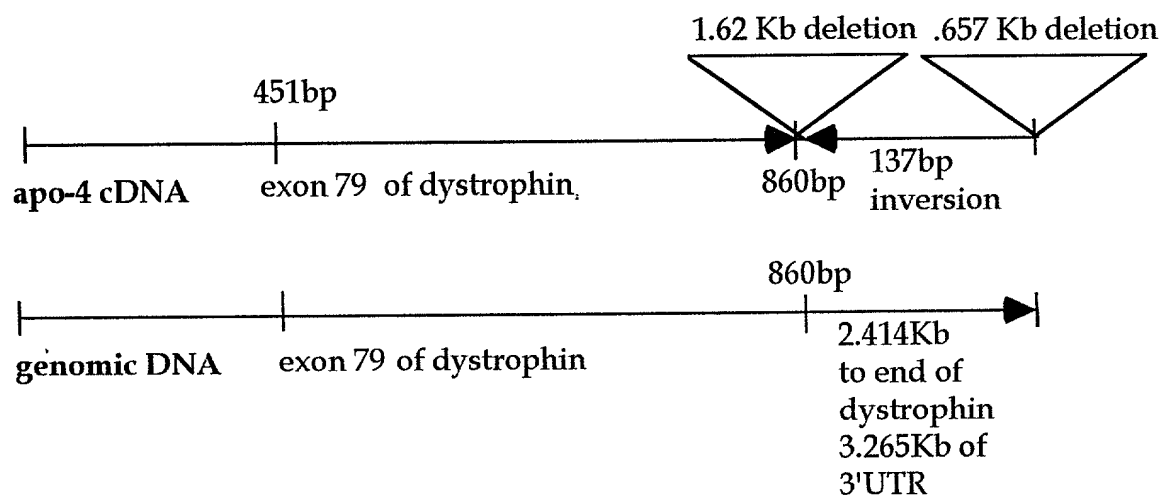 1.62 Kb deletion .657 Kb deletion
451bp
apo-4 cDNA
exon 79 of dystrophin.
860bp
137bp
inversion
860bp
genomic DNA
exon 79 of dystrophin
2.414Kb
to end of
dystrophin
3.265Kb of
3'UTR